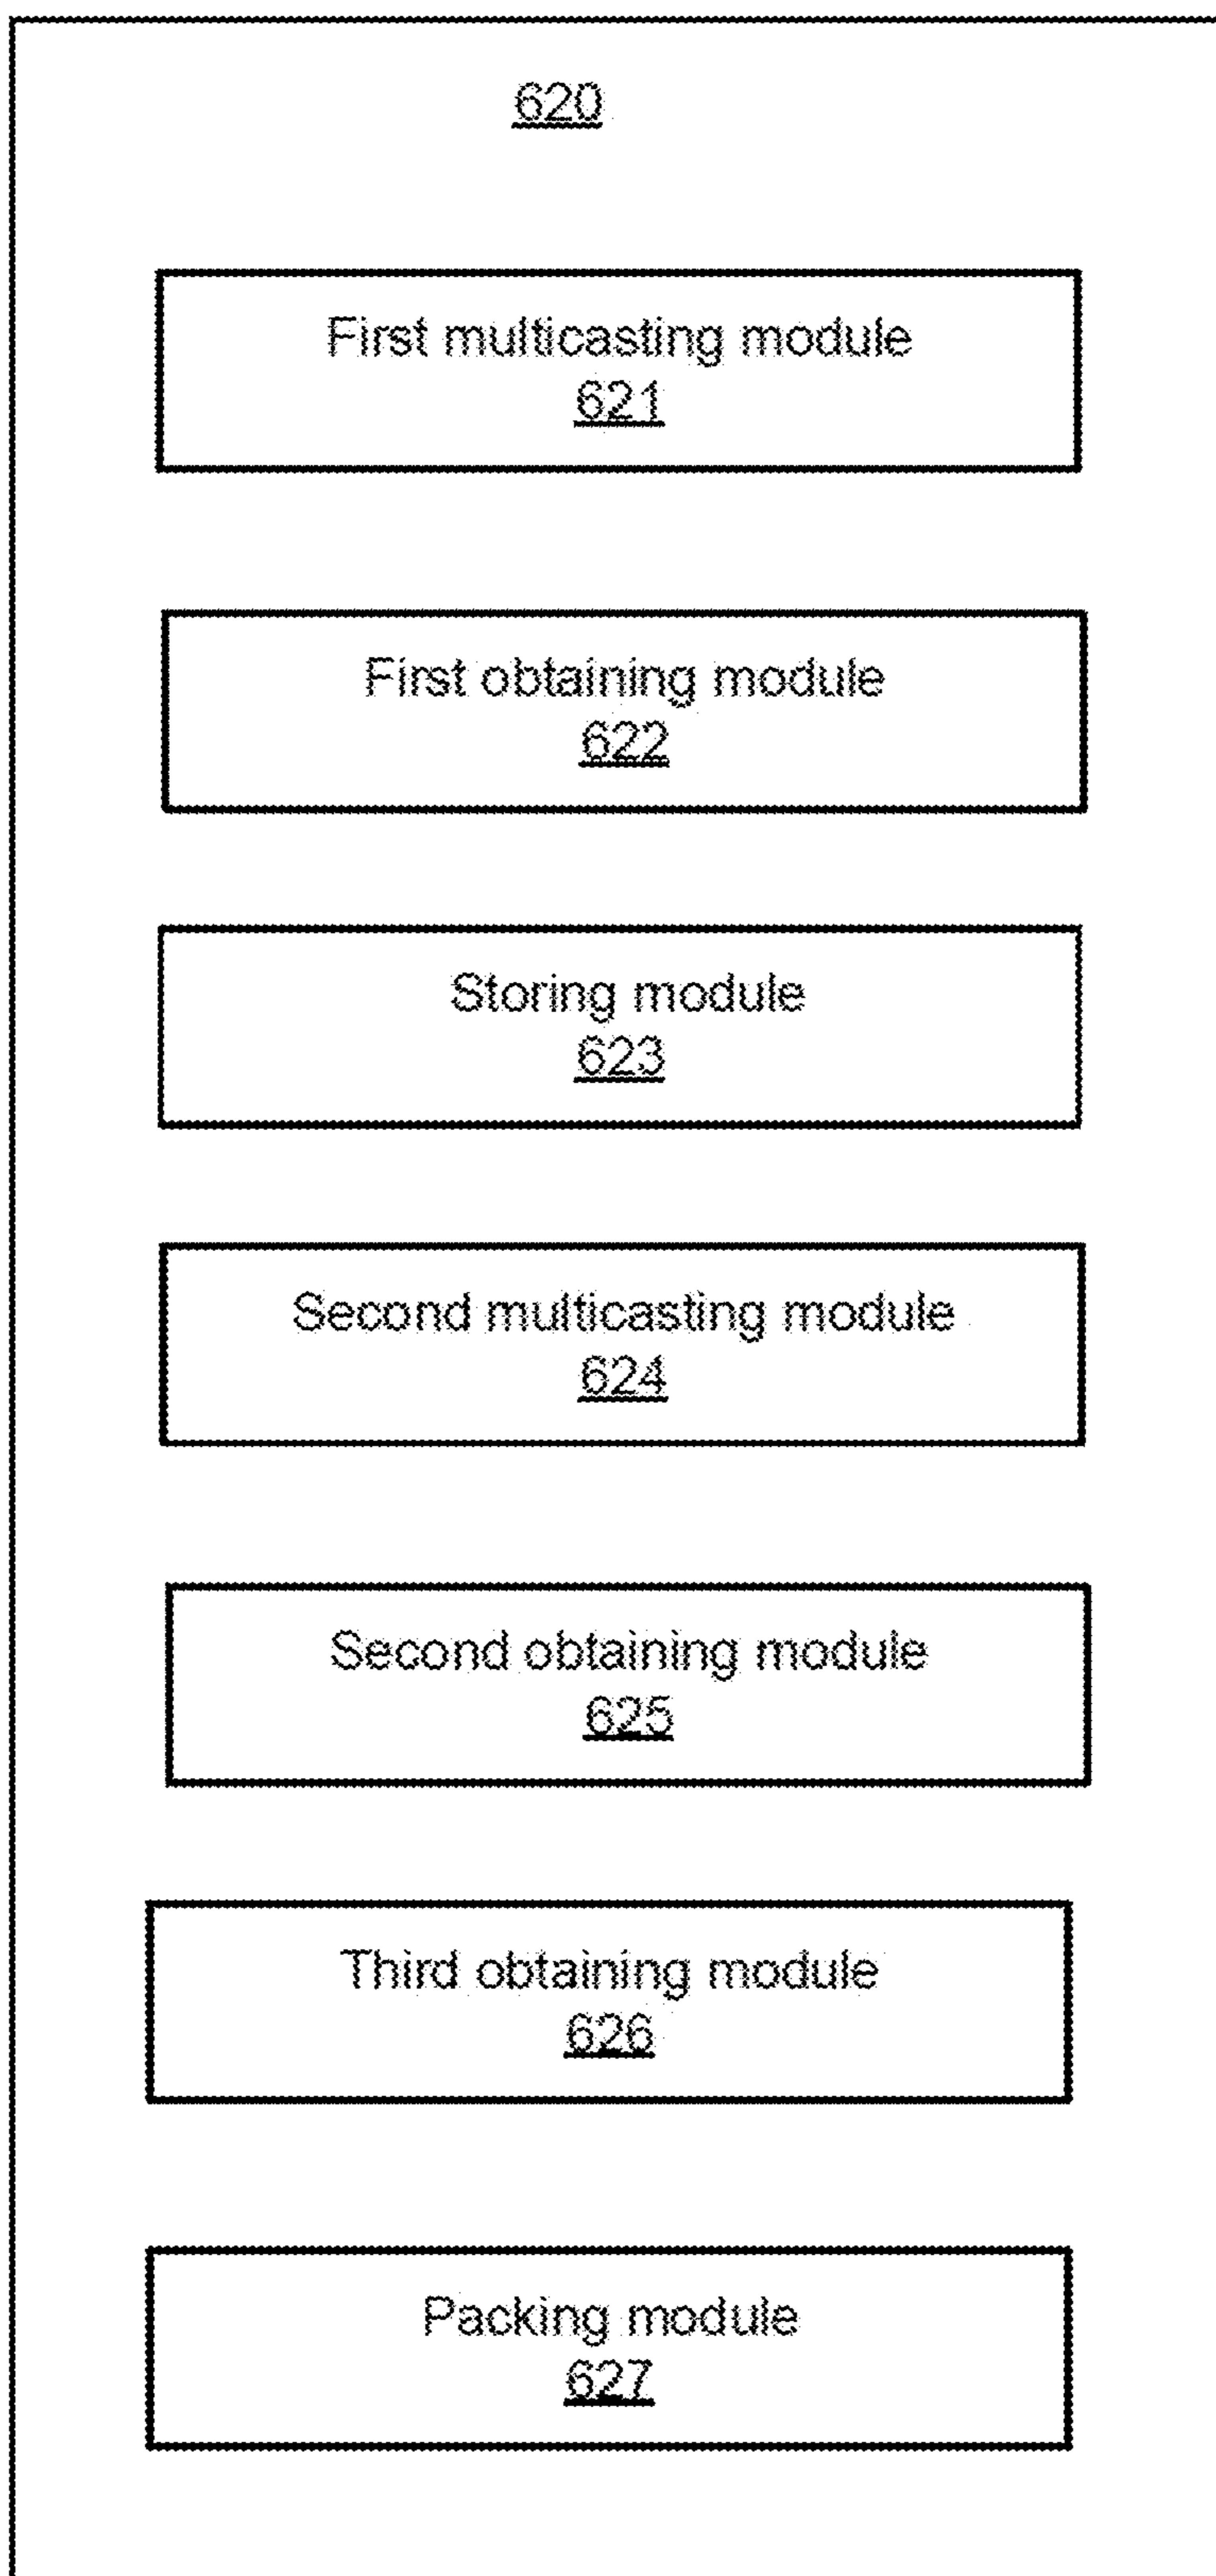 620
First multicasting module
621
First obtaining module
622
Storing module
623
Second multicasting module
624
Second obtaining module
625
Third obtaining module
626
Packing module
627